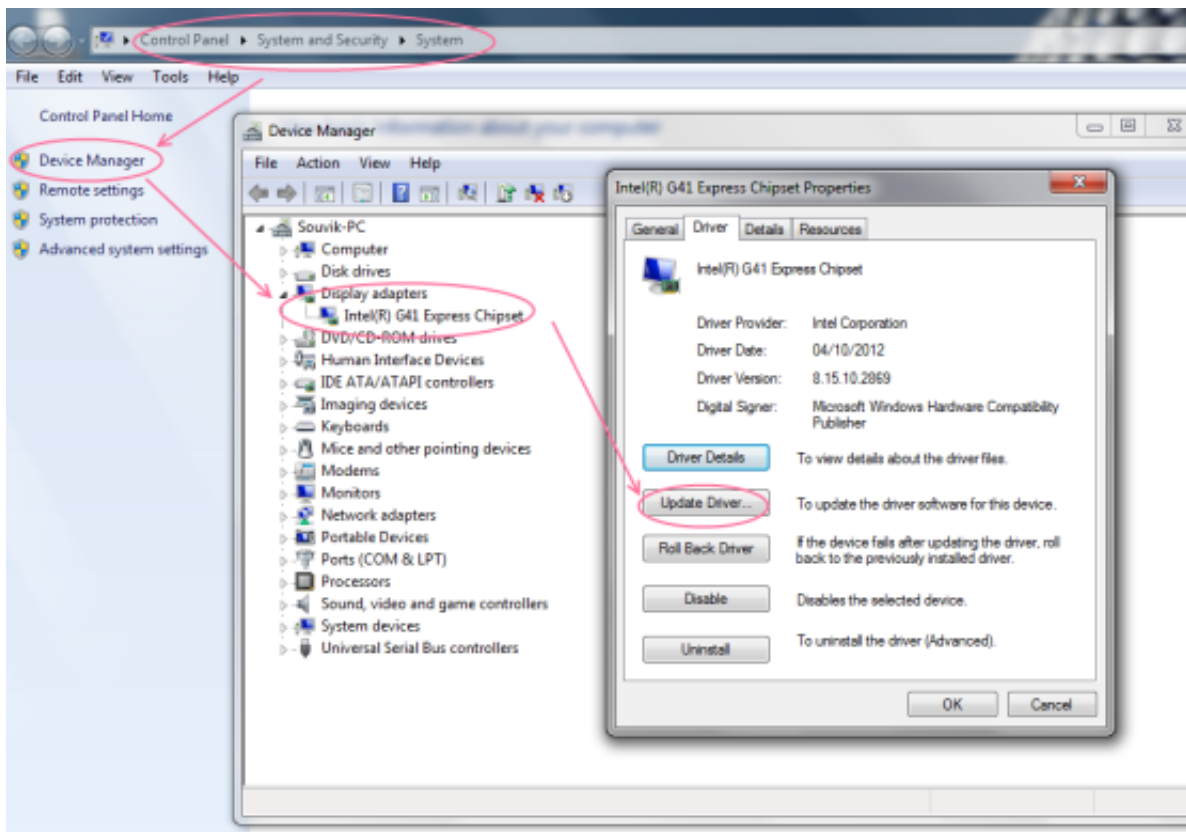 Control Panel ▸ System and Security ▸ System
File Edit View Tools Help
Control Panel Home
Device Manager
Remote settings
System protection
Advanced system settings
Device Manager
information about your computer
File Action View Help
Souvik-PC
Computer
Disk drives
Display adapters
Intel(R) G41 Express Chipset
DVD/CD-ROM drives
Human Interface Devices
IDE ATA/ATAPI controllers
Imaging devices
Keyboards
Mice and other pointing devices
Modems
Monitors
Network adapters
Portable Devices
Ports (COM & LPT)
Processors
Sound, video and game controllers
System devices
Universal Serial Bus controllers
Intel(R) G41 Express Chipset Properties
General Driver Details Resources
Intel(R) G41 Express Chipset
Driver Provider: Intel Corporation
Driver Date: 04/10/2012
Driver Version: 8.15.10.2869
Digital Signer: Microsoft Windows Hardware Compatibility
Publisher
Driver Details To view details about the driver files.
Update Driver... To update the driver software for this device.
Roll Back Driver If the device fails after updating the driver, roll
back to the previously installed driver.
Disable Disables the selected device.
Uninstall To uninstall the driver (Advanced).
OK Cancel